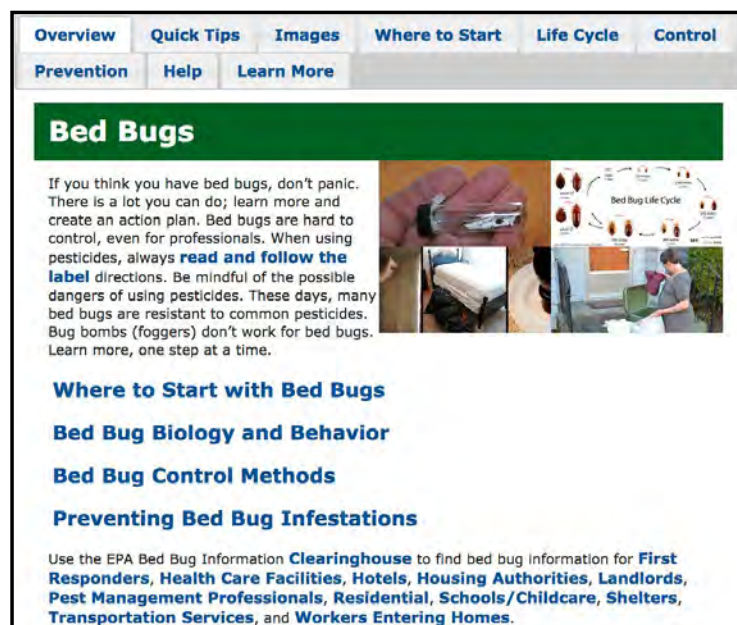 Overview Quick Tips Images Where to Start Life Cycle Control
Prevention Help Learn More
Bed Bugs
If you think you have bed bugs, don't panic.
There is a lot you can do; learn more and
create an action plan. Bed bugs are hard to
control, even for professionals. When using
pesticides, always read and follow the
label directions. Be mindful of the possible
dangers of using pesticides. These days, many
bed bugs are resistant to common pesticides.
Bug bombs (foggers) don't work for bed bugs.
Learn more, one step at a time.
Bed Bug Life Cycle
Where to Start with Bed Bugs
Bed Bug Biology and Behavior
Bed Bug Control Methods
Preventing Bed Bug Infestations
Use the EPA Bed Bug Information Clearinghouse to find bed bug information for First
Responders, Health Care Facilities, Hotels, Housing Authorities, Landlords,
Pest Management Professionals, Residential, Schools/Childcare, Shelters,
Transportation Services, and Workers Entering Homes.